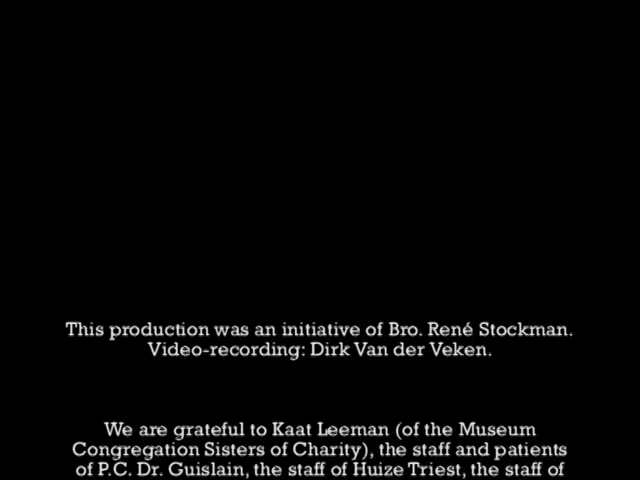 This production was an initiative of Bro. René Stockman.
Video-recording: Dirk Van der Veken.
We are grateful to Kaat Leeman (of the Museum
Congregation Sisters of Charity), the staff and patients
of P.C. Dr. Guislain, the staff of Huize Triest, the staff of